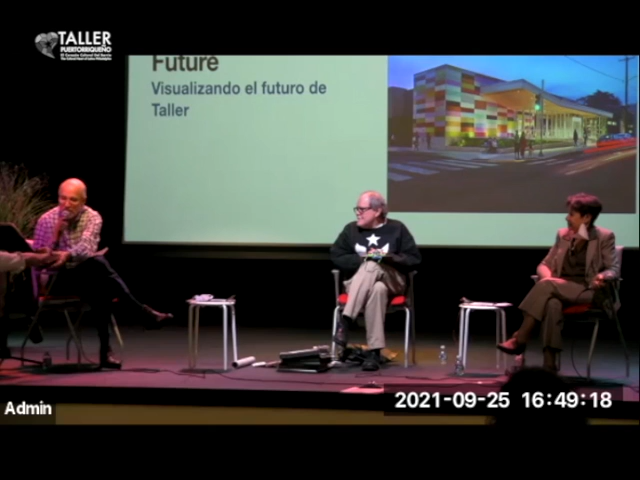 TALLER
PUERTORRIQUEÑO
Future
Visualizando el futuro de
Taller
Admin
2021-09-25 16:49:18